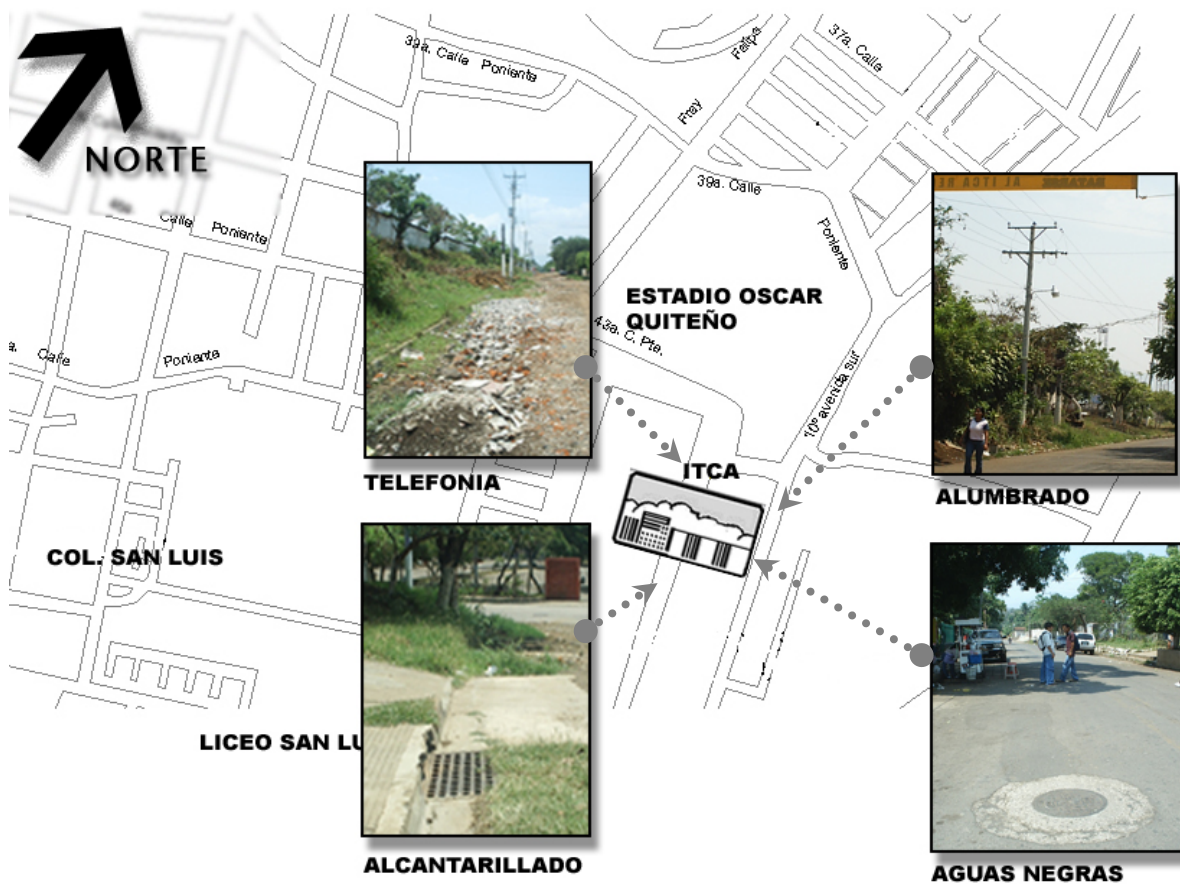 NORTE
39a. Calle Poniente
Felipe
Fray
37a. Calle
39a. Calle
Poniente
Calle Poniente
ESTADIO OSCAR
QUITEÑO
43a. C. Pte.
a. Calle Poniente
10ª avenida sur
TELEFONIA
ITCA
ALUMBRADO
COL. SAN LUIS
LICEO SAN LU
ALCANTARILLADO
AGUAS NEGRAS